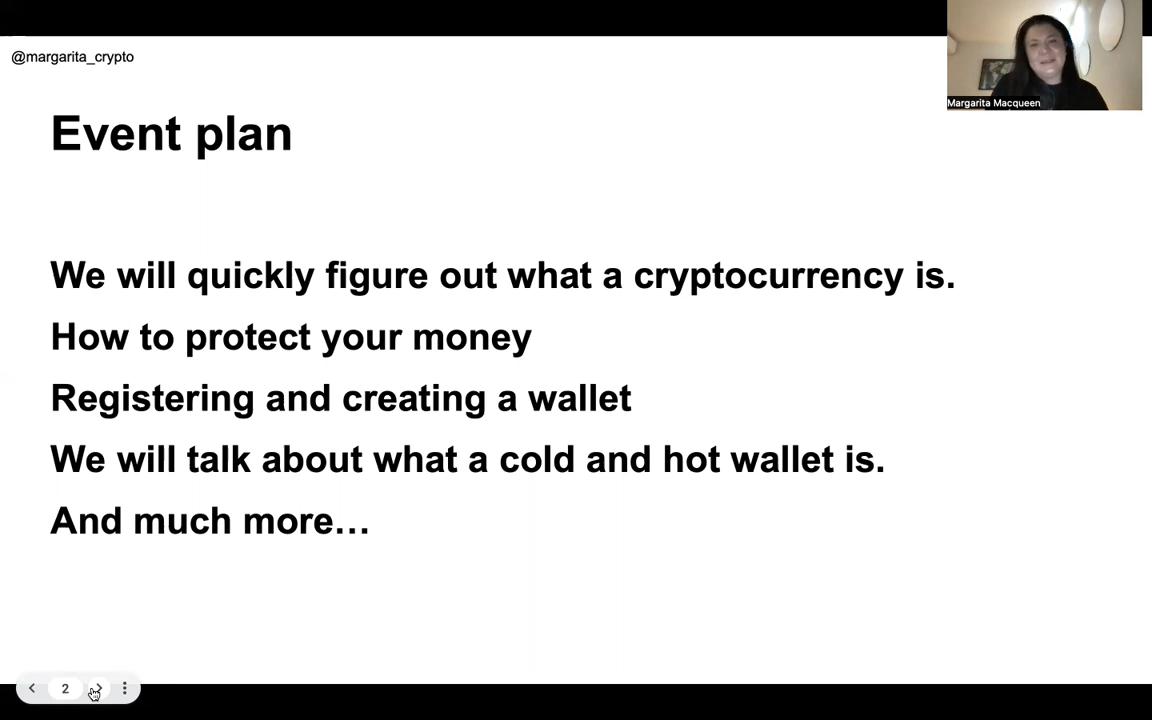 @margarita_crypto
Margarita Macqueen
Event plan
We will quickly figure out what a cryptocurrency is.
How to protect your money
Registering and creating a wallet
We will talk about what a cold and hot wallet is.
And much more…
2